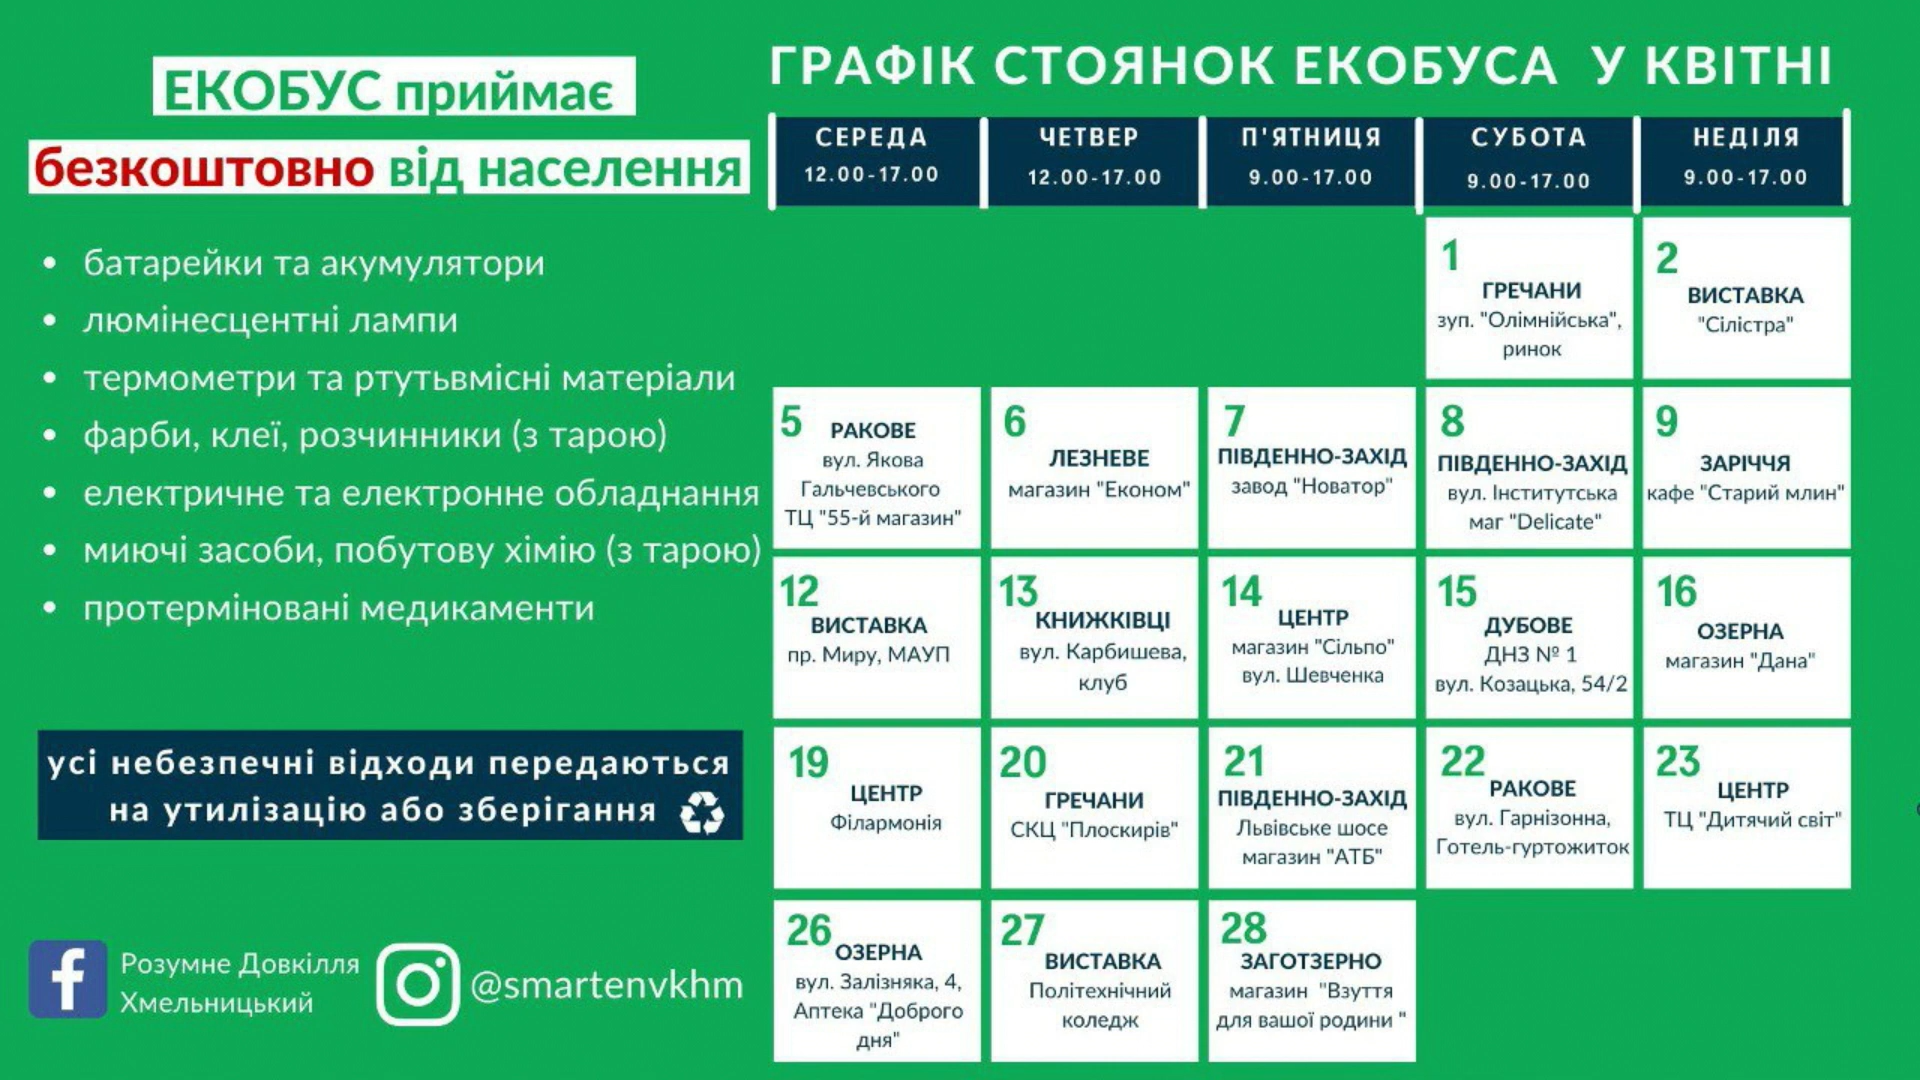 ЕКОБУС приймає
безкоштовно від населення
• батарейки та акумулятори
• люмінесцентні лампи
• термометри та ртутьвмісні матеріали
• фарби, клеї, розчинники (з тарою)
• електричне та електронне обладнання
• миючі засоби, побутову хімію (з тарою)
• протерміновані медикаменти
усі небезпечні відходи передаються
на утилізацію або зберігання
Розумне Довкілля
Хмельницький
@smartenvkhm
ГРАФІК СТОЯНОК ЕКОБУСА У КВІТНІ
СЕРЕДА
12.00-17.00
ЧЕТВЕР
12.00-17.00
П'ЯТНИЦЯ
9.00-17.00
СУБОТА
9.00-17.00
НЕДІЛЯ
9.00-17.00
1
ГРЕЧАНИ
зуп. "Олімнійська",
ринок
2
ВИСТАВКА
"Сілістра"
5
РАКОВЕ
вул. Якова
Гальчевського
ТЦ "55-й магазин"
6
ЛЕЗНЕВЕ
магазин "Економ"
7
ПІВДЕННО-ЗАХІД
завод "Новатор"
8
ПІВДЕННО-ЗАХІД
вул. Інститутська
маг "Delicate"
9
ЗАРІЧЧЯ
кафе "Старий млин"
12
ВИСТАВКА
пр. Миру, МАУП
13
КНИЖКІВЦІ
вул. Карбишева,
клуб
14
ЦЕНТР
магазин "Сільпо"
вул. Шевченка
15
ДУБОВЕ
ДНЗ № 1
вул. Козацька, 54/2
16
ОЗЕРНА
магазин "Дана"
19
ЦЕНТР
Філармонія
20
ГРЕЧАНИ
СКЦ "Плоскирів"
21
ПІВДЕННО-ЗАХІД
Львівське шосе
магазин "АТБ"
22
РАКОВЕ
вул. Гарнізонна,
Готель-гуртожиток
23
ЦЕНТР
ТЦ "Дитячий світ"
26
ОЗЕРНА
вул. Залізняка, 4,
Аптека "Доброго
дня"
27
ВИСТАВКА
Політехнічний
коледж
28
ЗАГОТЗЕРНО
магазин "Взуття
для вашої родини "